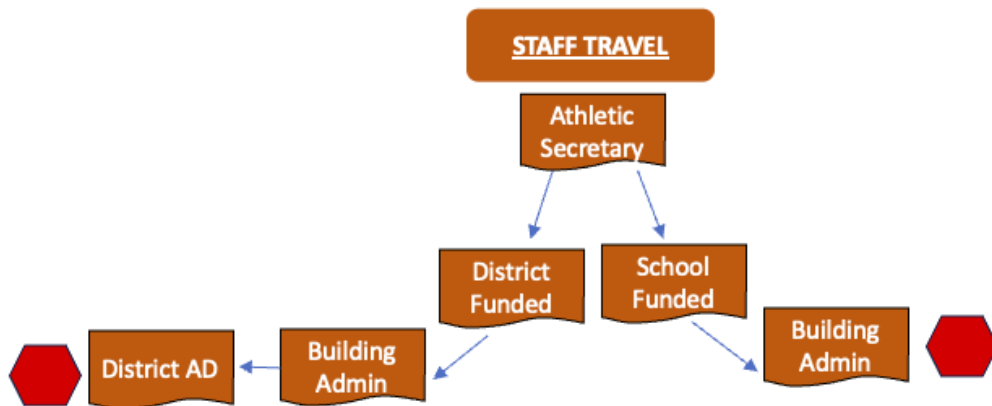 STAFF TRAVEL
Athletic
Secretary
District
Funded
School
Funded
District AD
Building
Admin
Building
Admin